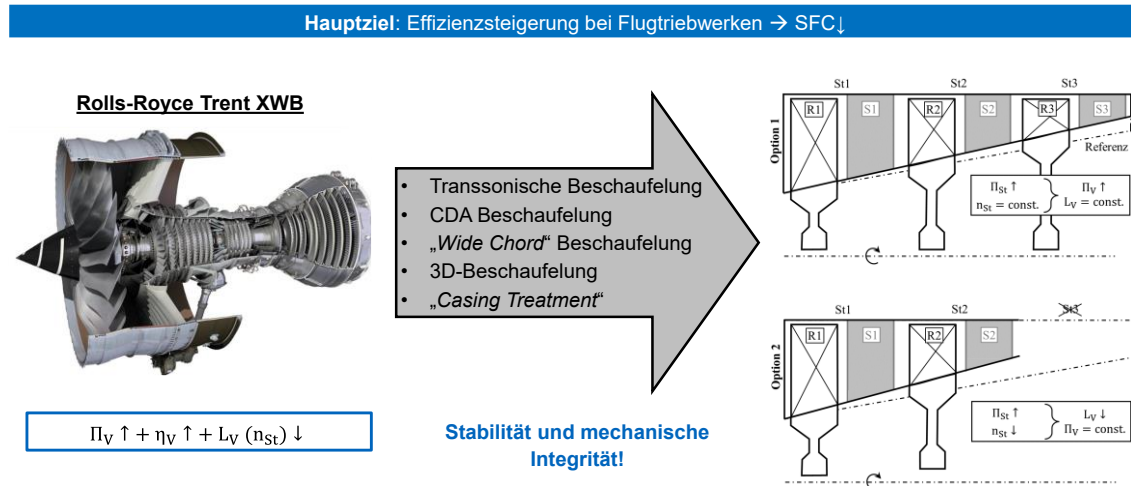 Hauptziel: Effizienzsteigerung bei Flugtriebwerken → SFC↓
Rolls-Royce Trent XWB
Π_V ↑ + η_V ↑ + L_V (n_St) ↓
• Transsonische Beschaufelung
• CDA Beschaufelung
• „Wide Chord“ Beschaufelung
• 3D-Beschaufelung
• „Casing Treatment“
Stabilität und mechanische
Integrität!
Option 1
St1 St2 St3
R1 S1 R2 S2 R3 S3
Referenz
Π_St ↑ } Π_V ↑
n_St = const. } L_V = const.
Option 2
St1 St2 St3
R1 S1 R2 S2
Π_St ↑ } L_V ↓
n_St ↓ } Π_V = const.